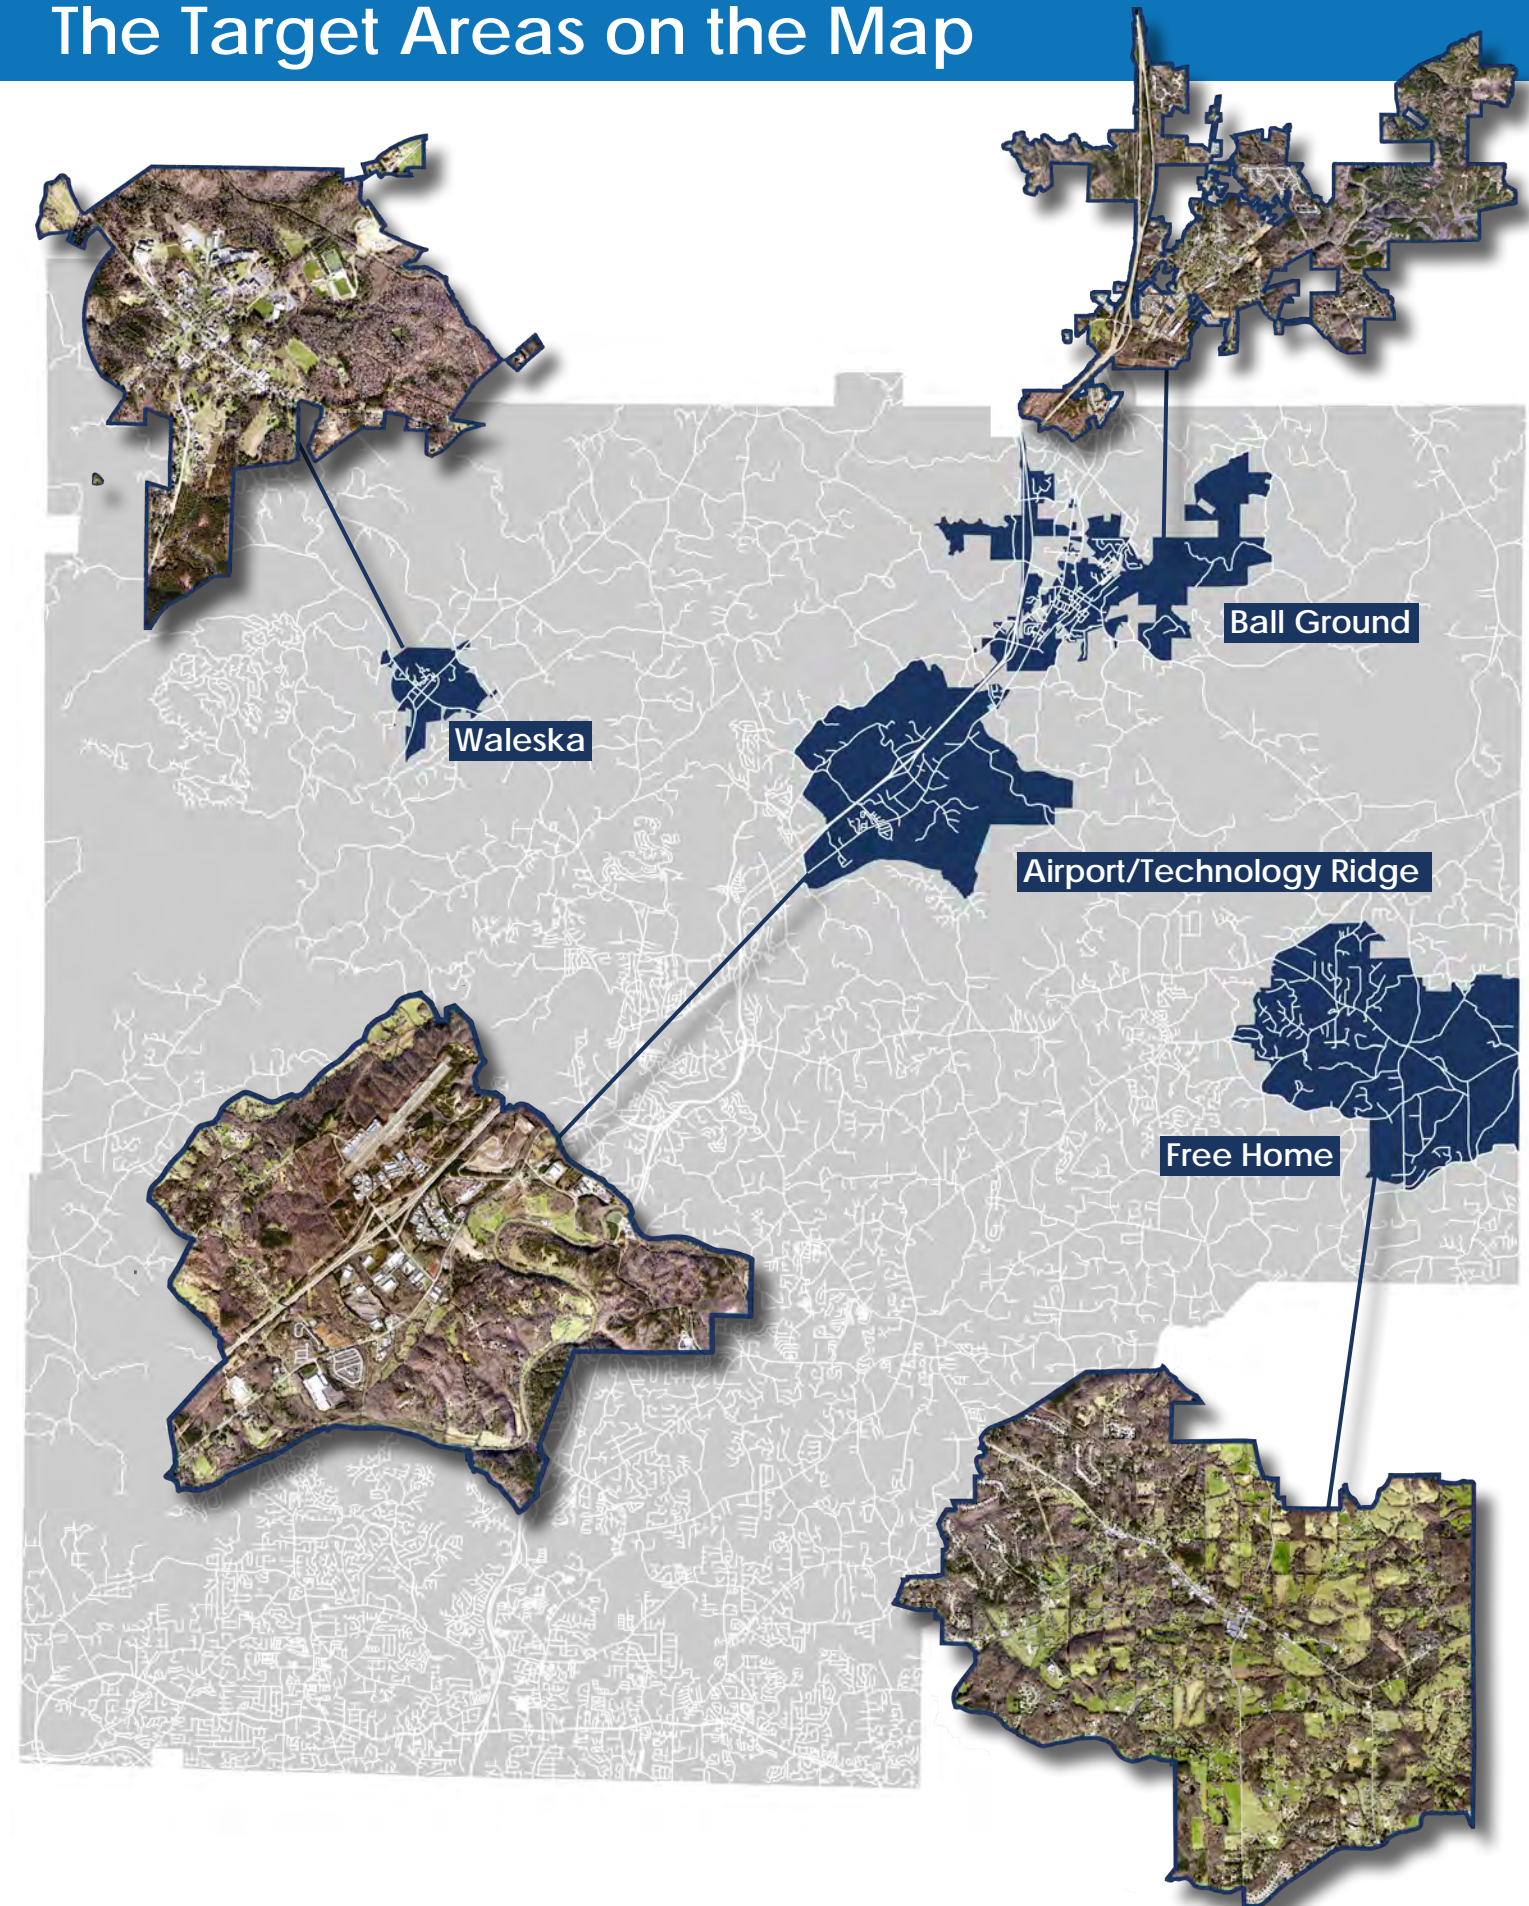 The Target Areas on the Map
Ball Ground
Waleska
Airport/Technology Ridge
Free Home